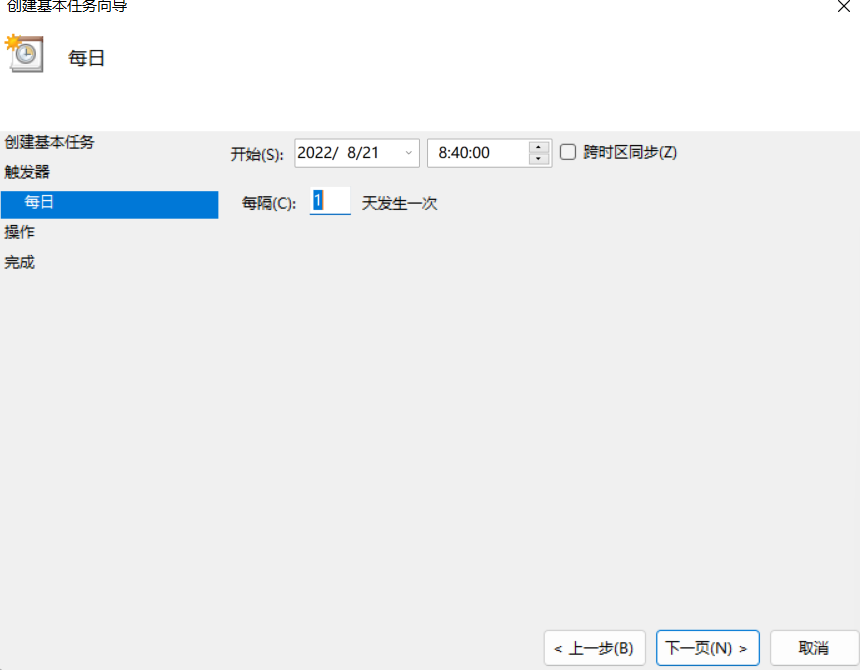 创建基本任务向导
每日
创建基本任务
触发器
每日
操作
完成
开始(S): 2022/ 8/21 8:40:00 跨时区同步(Z)
每隔(C): 1 天发生一次
< 上一步(B) 下一页(N) > 取消